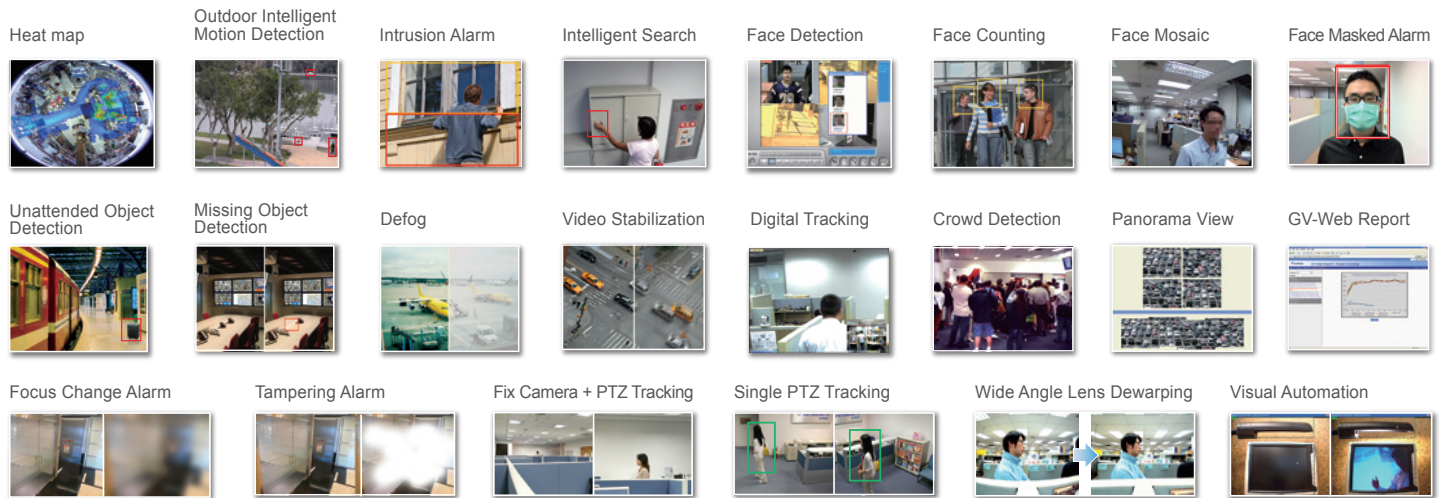 Heat map
Outdoor Intelligent
Motion Detection
Intrusion Alarm
Intelligent Search
Face Detection
Face Counting
Face Mosaic
Face Masked Alarm
Unattended Object
Detection
Missing Object
Detection
Defog
Video Stabilization
Digital Tracking
Crowd Detection
Panorama View
GV-Web Report
Focus Change Alarm
Tampering Alarm
Fix Camera + PTZ Tracking
Single PTZ Tracking
Wide Angle Lens Dewarping
Visual Automation